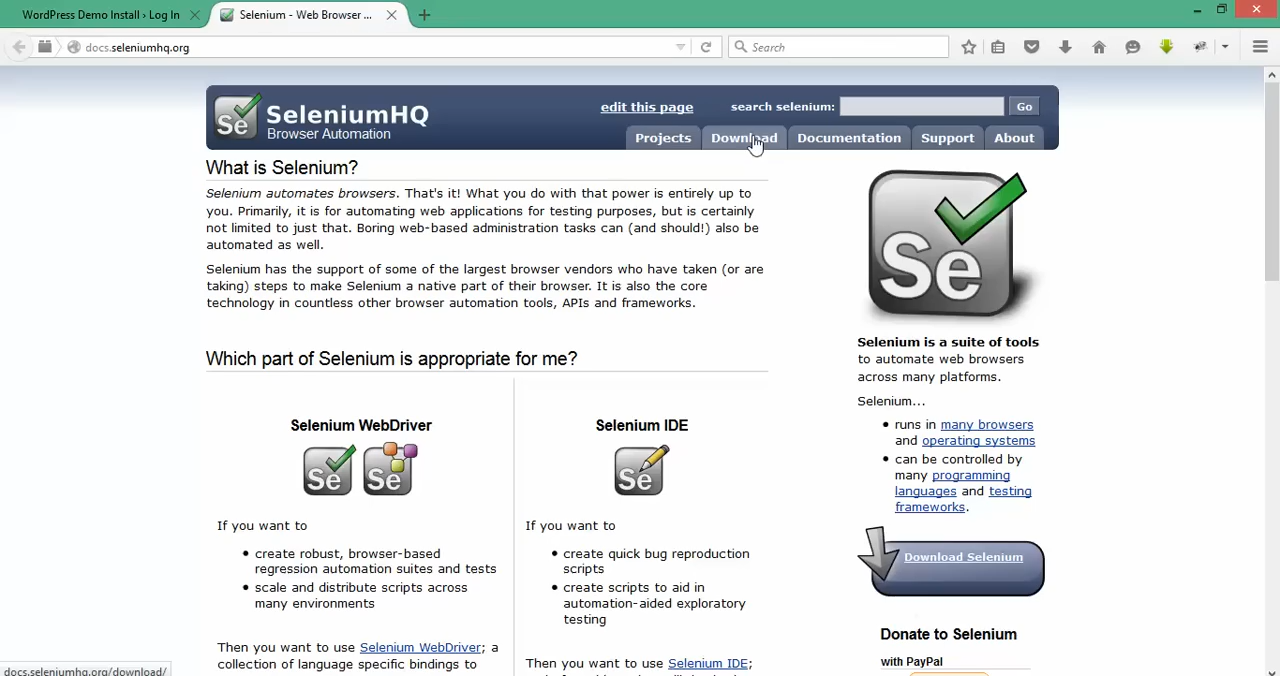 WordPress Demo Install › Log In
Selenium - Web Browser ...
docs.seleniumhq.org
Search
Se
SeleniumHQ
Browser Automation
edit this page
search selenium:
Go
Projects
Download
Documentation
Support
About
What is Selenium?
Selenium automates browsers. That's it! What you do with that power is entirely up to
you. Primarily, it is for automating web applications for testing purposes, but is certainly
not limited to just that. Boring web-based administration tasks can (and should!) also be
automated as well.
Selenium has the support of some of the largest browser vendors who have taken (or are
taking) steps to make Selenium a native part of their browser. It is also the core
technology in countless other browser automation tools, APIs and frameworks.
Which part of Selenium is appropriate for me?
Selenium WebDriver
Se
Se
If you want to
• create robust, browser-based
regression automation suites and tests
• scale and distribute scripts across
many environments
Then you want to use Selenium WebDriver; a
collection of language specific bindings to
Selenium IDE
Se
If you want to
• create quick bug reproduction
scripts
• create scripts to aid in
automation-aided exploratory
testing
Then you want to use Selenium IDE;
Se
Selenium is a suite of tools
to automate web browsers
across many platforms.
Selenium...
• runs in many browsers
and operating systems
• can be controlled by
many programming
languages and testing
frameworks.
Download Selenium
Donate to Selenium
with PayPal
docs.seleniumhq.org/download/